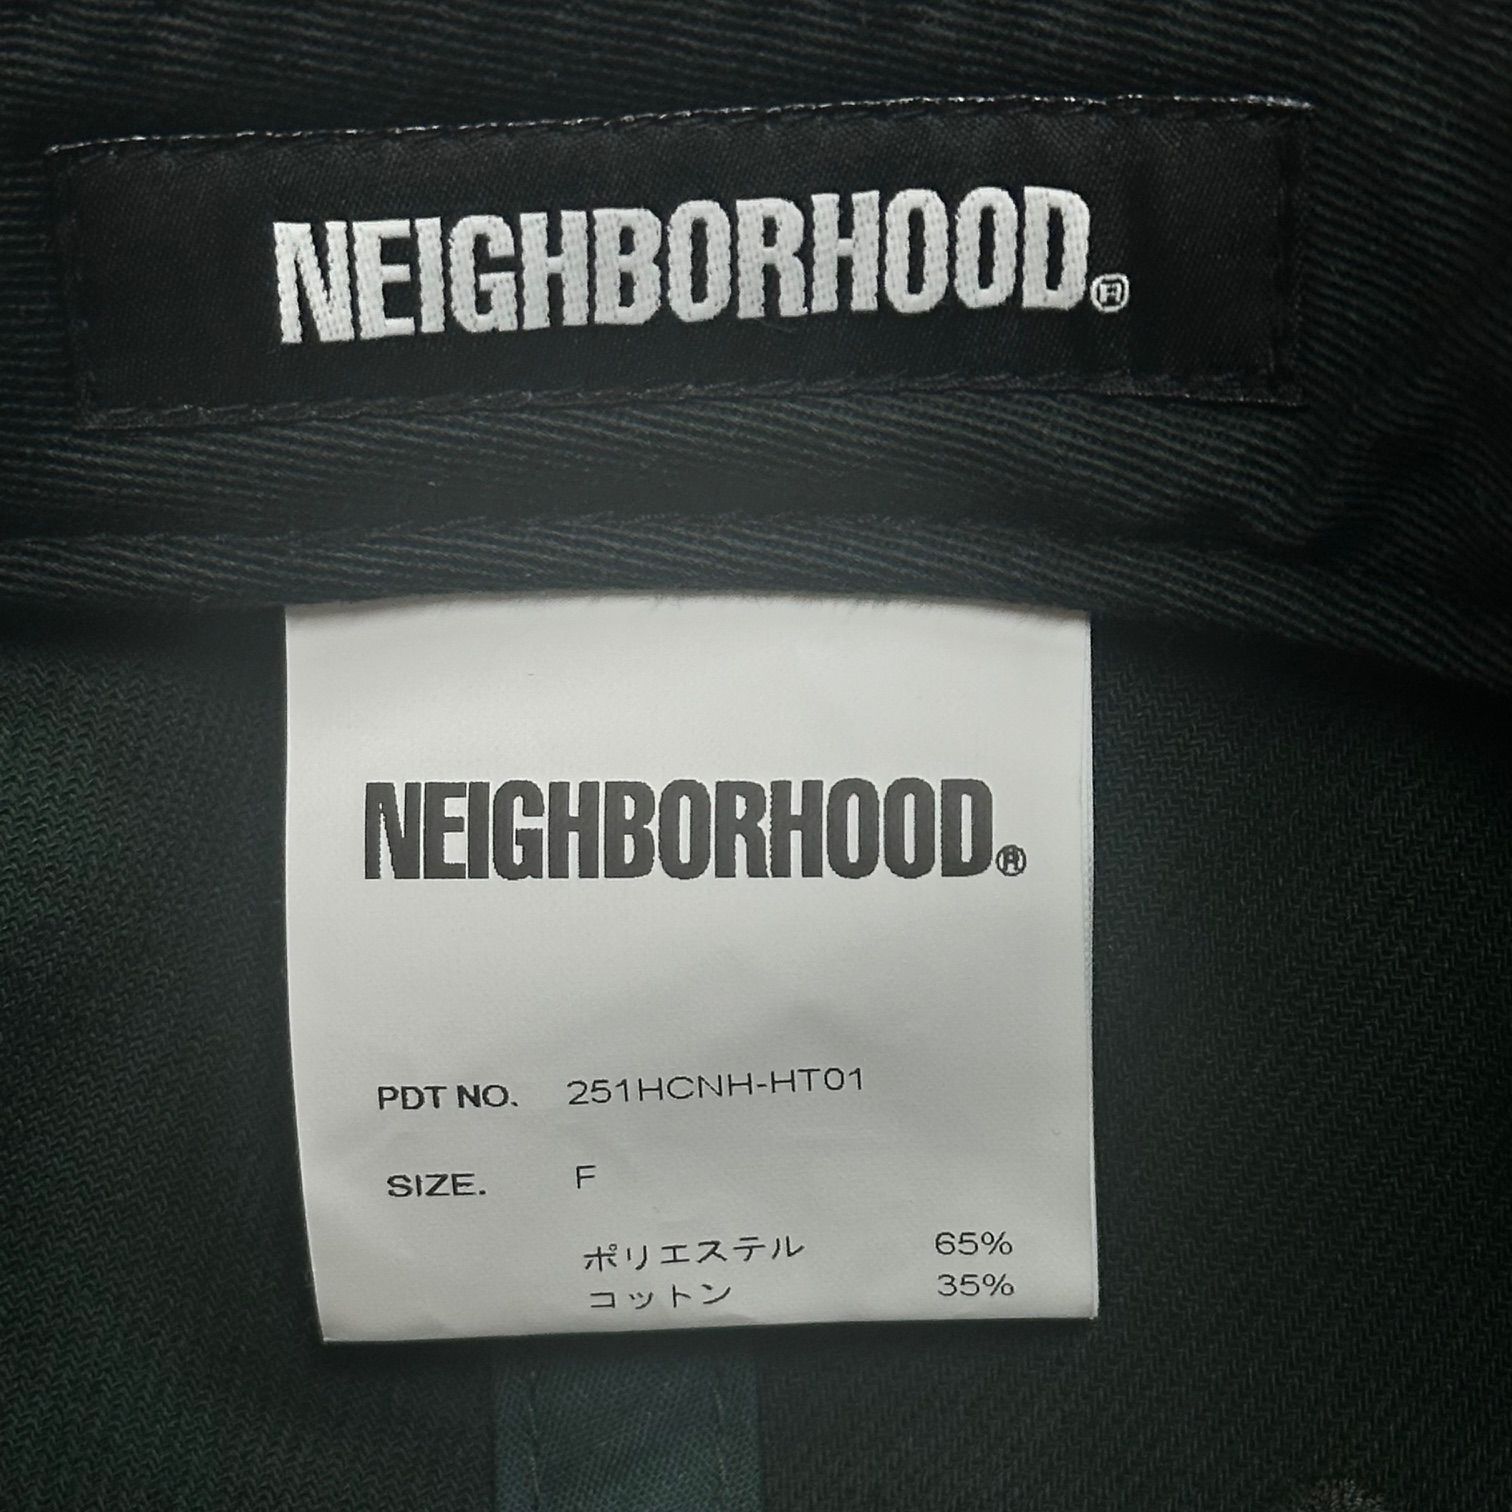 NEIGHBORHOOD®
NEIGHBORHOOD®
PDT NO. 251HCNH-HT01
SIZE. F
ポリエステル 65%
コットン 35%